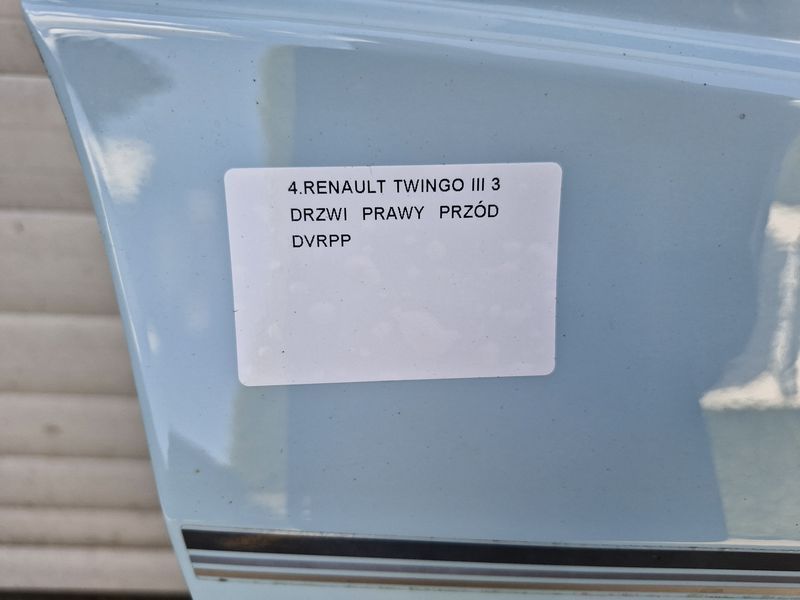 4.RENAULT TWINGO III 3
DRZWI PRAWY PRZÓD
DVRPP